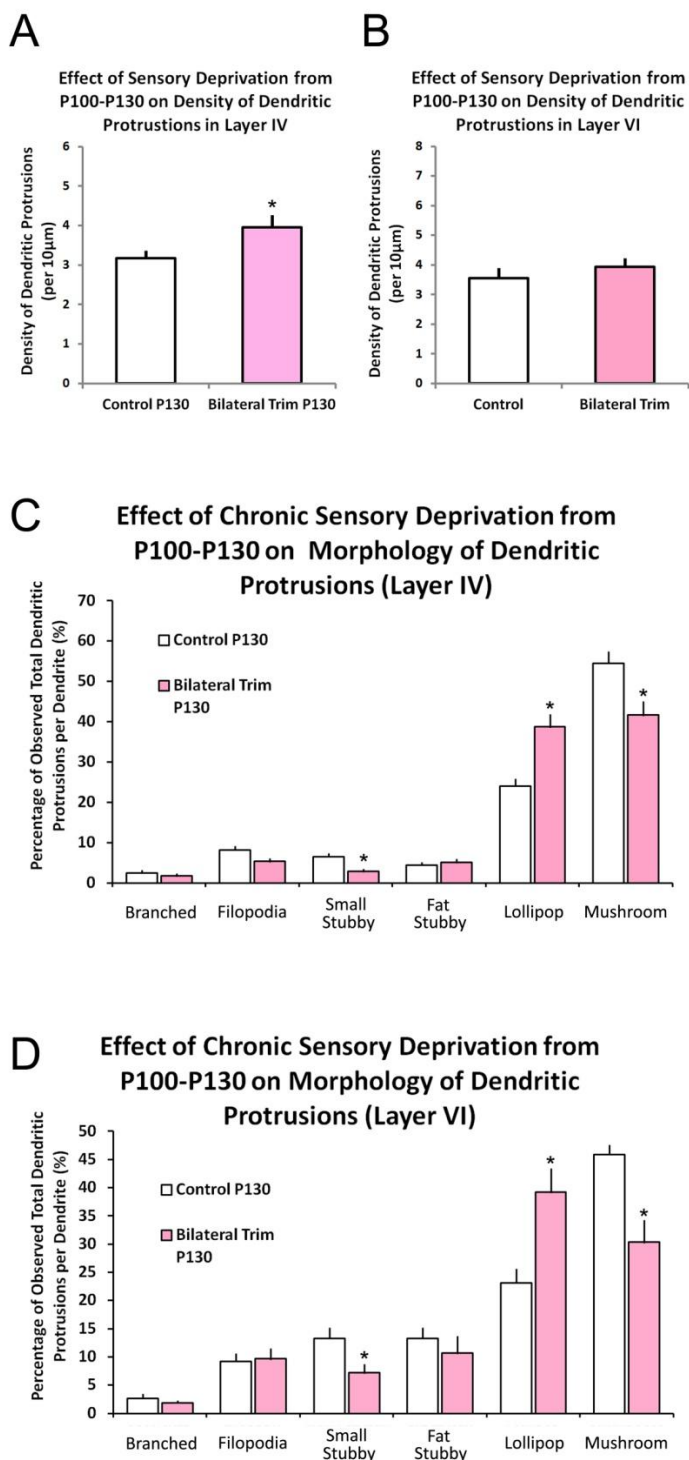 A
Effect of Sensory Deprivation from
P100-P130 on Density of Dendritic
Protrustions in Layer IV
Density of Dendritic Protrusions
(per 10µm)
6
5
4
3
2
1
0
*
Control P130
Bilateral Trim P130
B
Effect of Sensory Deprivation from
P100-P130 on Density of Dendritic
Protrustions in Layer VI
Density of Dendritic Protrusions
(per 10µm)
8
7
6
5
4
3
2
1
0
Control
Bilateral Trim
C
Effect of Chronic Sensory Deprivation from
P100-P130 on Morphology of Dendritic
Protrusions (Layer IV)
Percentage of Observed Total Dendritic
Protrusions per Dendrite (%)
70
60
50
40
30
20
10
0
Control P130
Bilateral Trim
P130
*
*
*
Branched
Filopodia
Small
Stubby
Fat
Stubby
Lollipop
Mushroom
D
Effect of Chronic Sensory Deprivation from
P100-P130 on Morphology of Dendritic
Protrusions (Layer VI)
Percentage of Observed Total Dendritic
Protrusions per Dendrite (%)
50
45
40
35
30
25
20
15
10
5
0
Control P130
Bilateral Trim
P130
*
*
*
Branched
Filopodia
Small
Stubby
Fat
Stubby
Lollipop
Mushroom